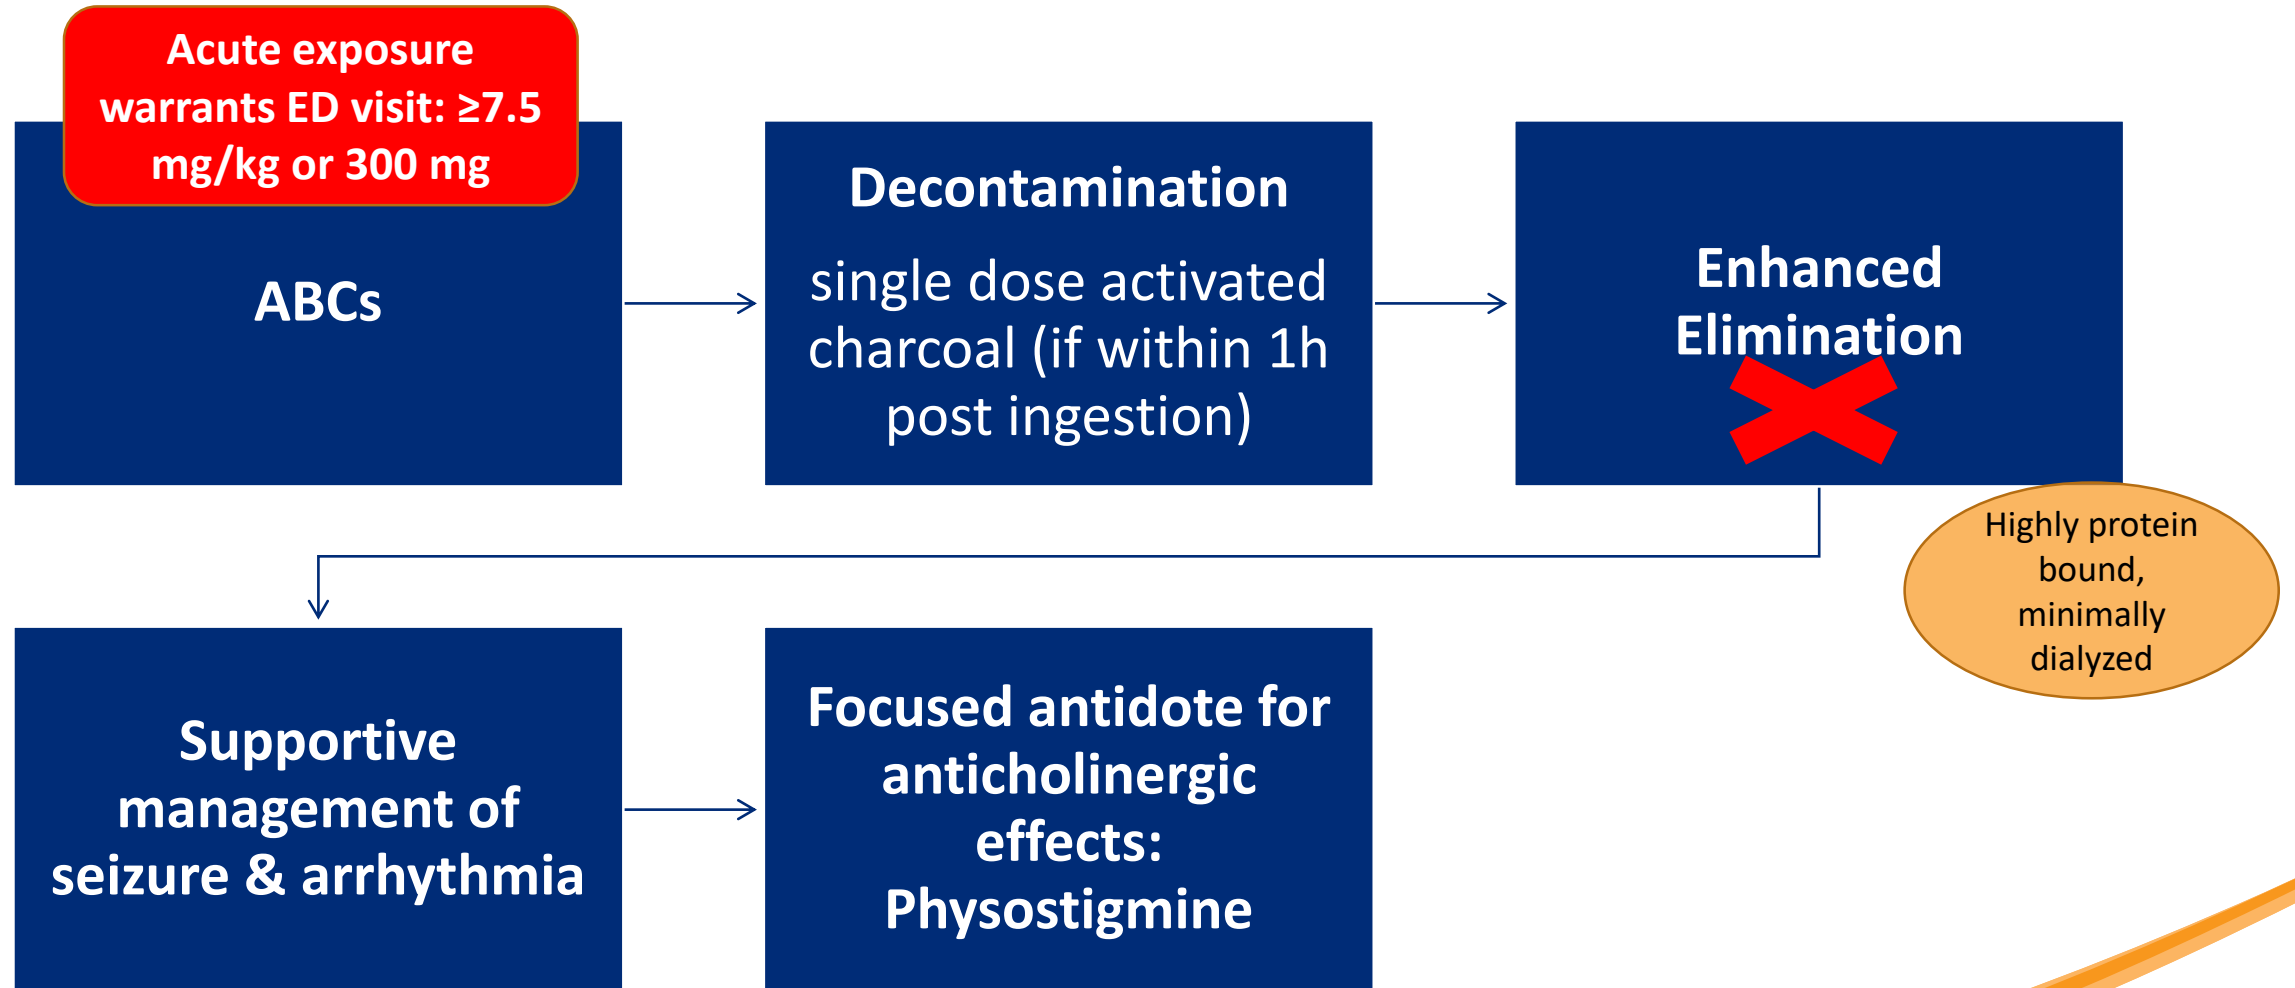 Acute exposure
warrants ED visit: ≥7.5
mg/kg or 300 mg
ABCs
Decontamination
single dose activated
charcoal (if within 1h
post ingestion)
Enhanced
Elimination
Highly protein
bound,
minimally
dialyzed
Supportive
management of
seizure & arrhythmia
Focused antidote for
anticholinergic
effects:
Physostigmine